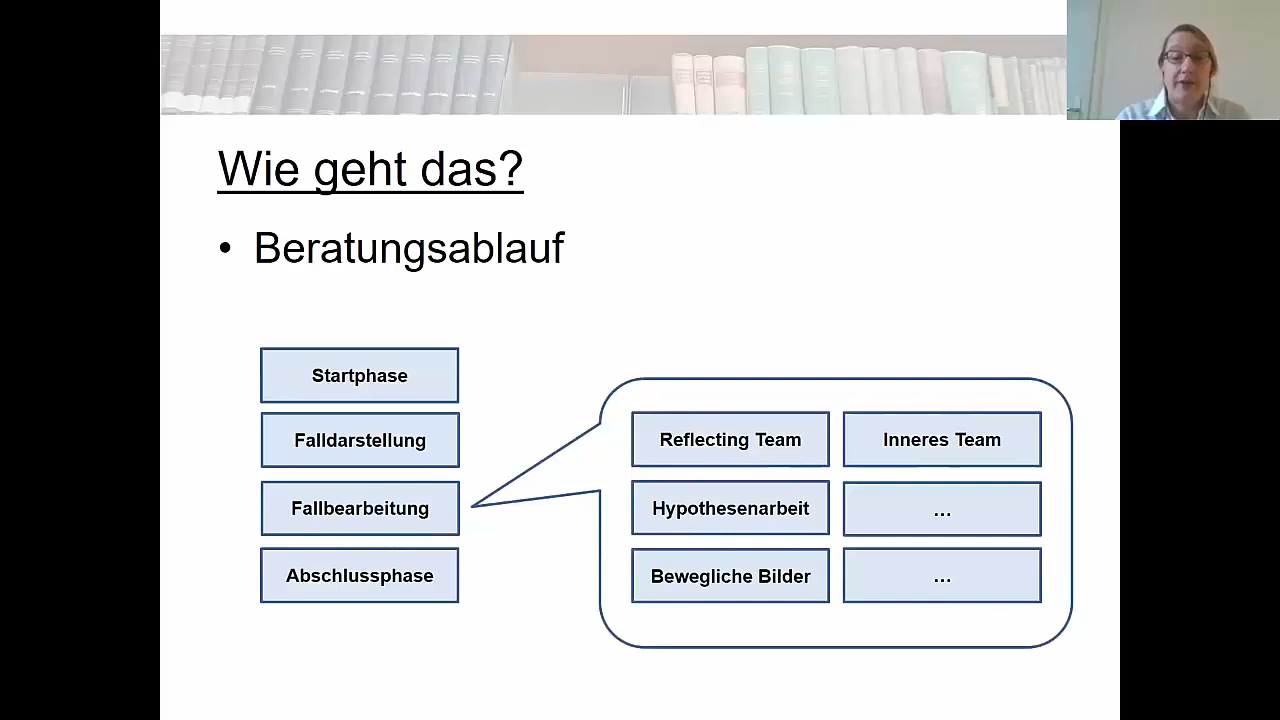 Wie geht das?
• Beratungsablauf
Startphase
Falldarstellung
Fallbearbeitung
Abschlussphase
Reflecting Team
Inneres Team
Hypothesenarbeit
...
Bewegliche Bilder
...